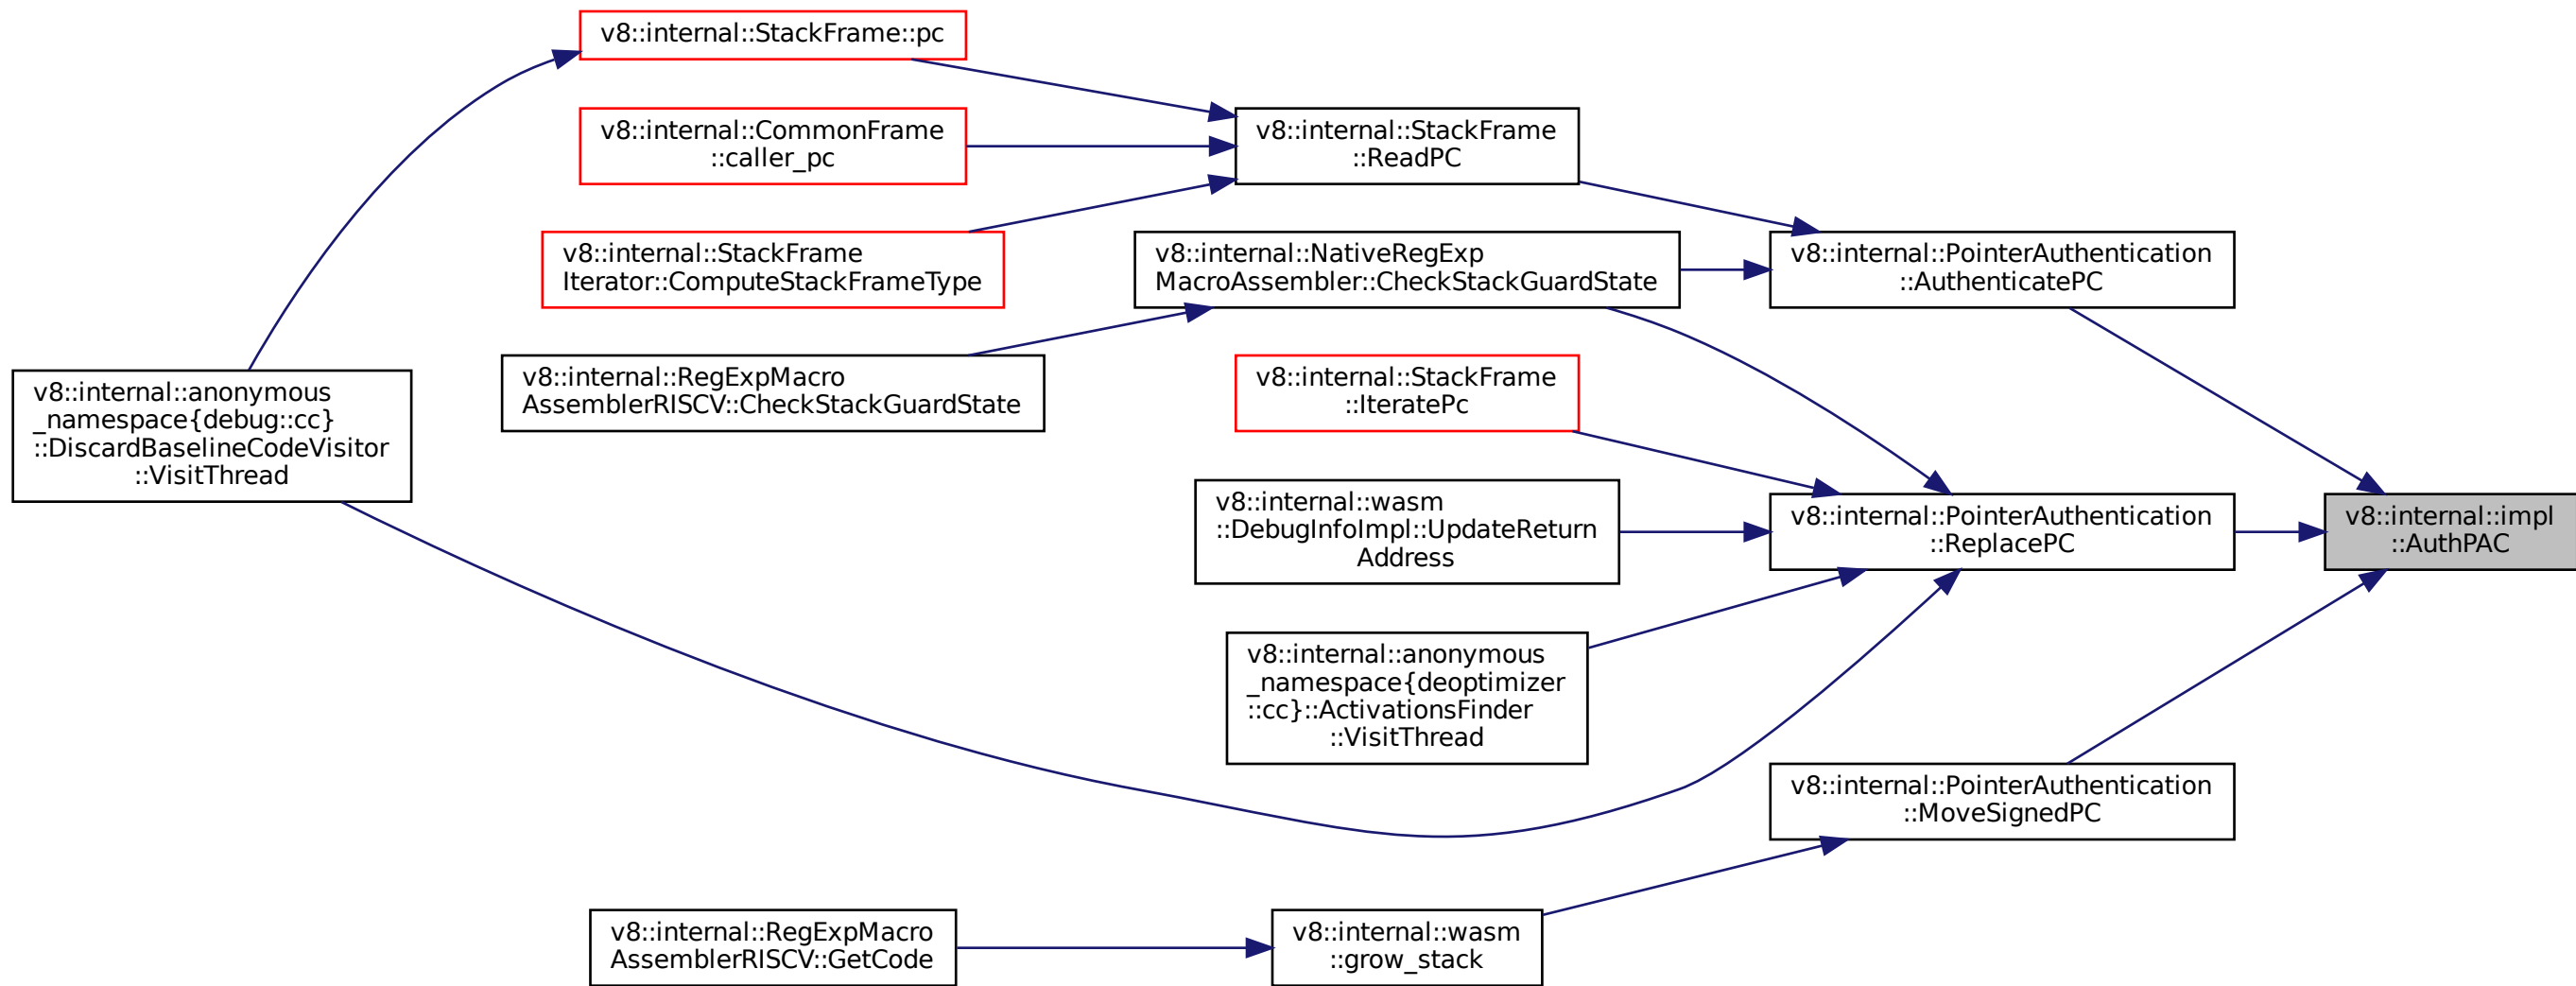 v8::internal::StackFrame::pc
v8::internal::CommonFrame
::caller_pc
v8::internal::StackFrame
::ReadPC
v8::internal::StackFrame
Iterator::ComputeStackFrameType
v8::internal::NativeRegExp
MacroAssembler::CheckStackGuardState
v8::internal::PointerAuthentication
::AuthenticatePC
v8::internal::anonymous
_namespace{debug::cc}
::DiscardBaselineCodeVisitor
::VisitThread
v8::internal::RegExpMacro
AssemblerRISCV::CheckStackGuardState
v8::internal::StackFrame
::IteratePc
v8::internal::wasm
::DebugInfoImpl::UpdateReturn
Address
v8::internal::PointerAuthentication
::ReplacePC
v8::internal::impl
::AuthPAC
v8::internal::anonymous
_namespace{deoptimizer
::cc}::ActivationsFinder
::VisitThread
v8::internal::PointerAuthentication
::MoveSignedPC
v8::internal::RegExpMacro
AssemblerRISCV::GetCode
v8::internal::wasm
::grow_stack